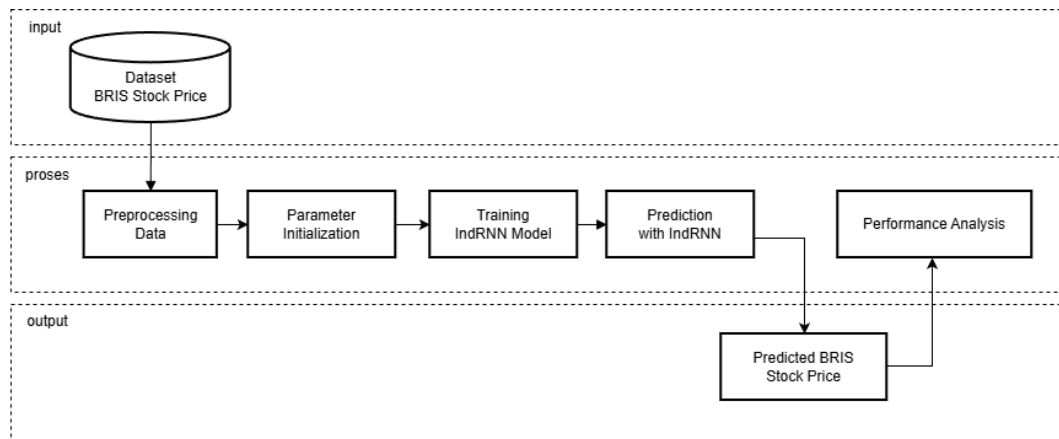 input
Dataset
BRIS Stock Price
proses
Preprocessing
Data
Parameter
Initialization
Training
IndRNN Model
Prediction
with IndRNN
Performance Analysis
output
Predicted BRIS
Stock Price